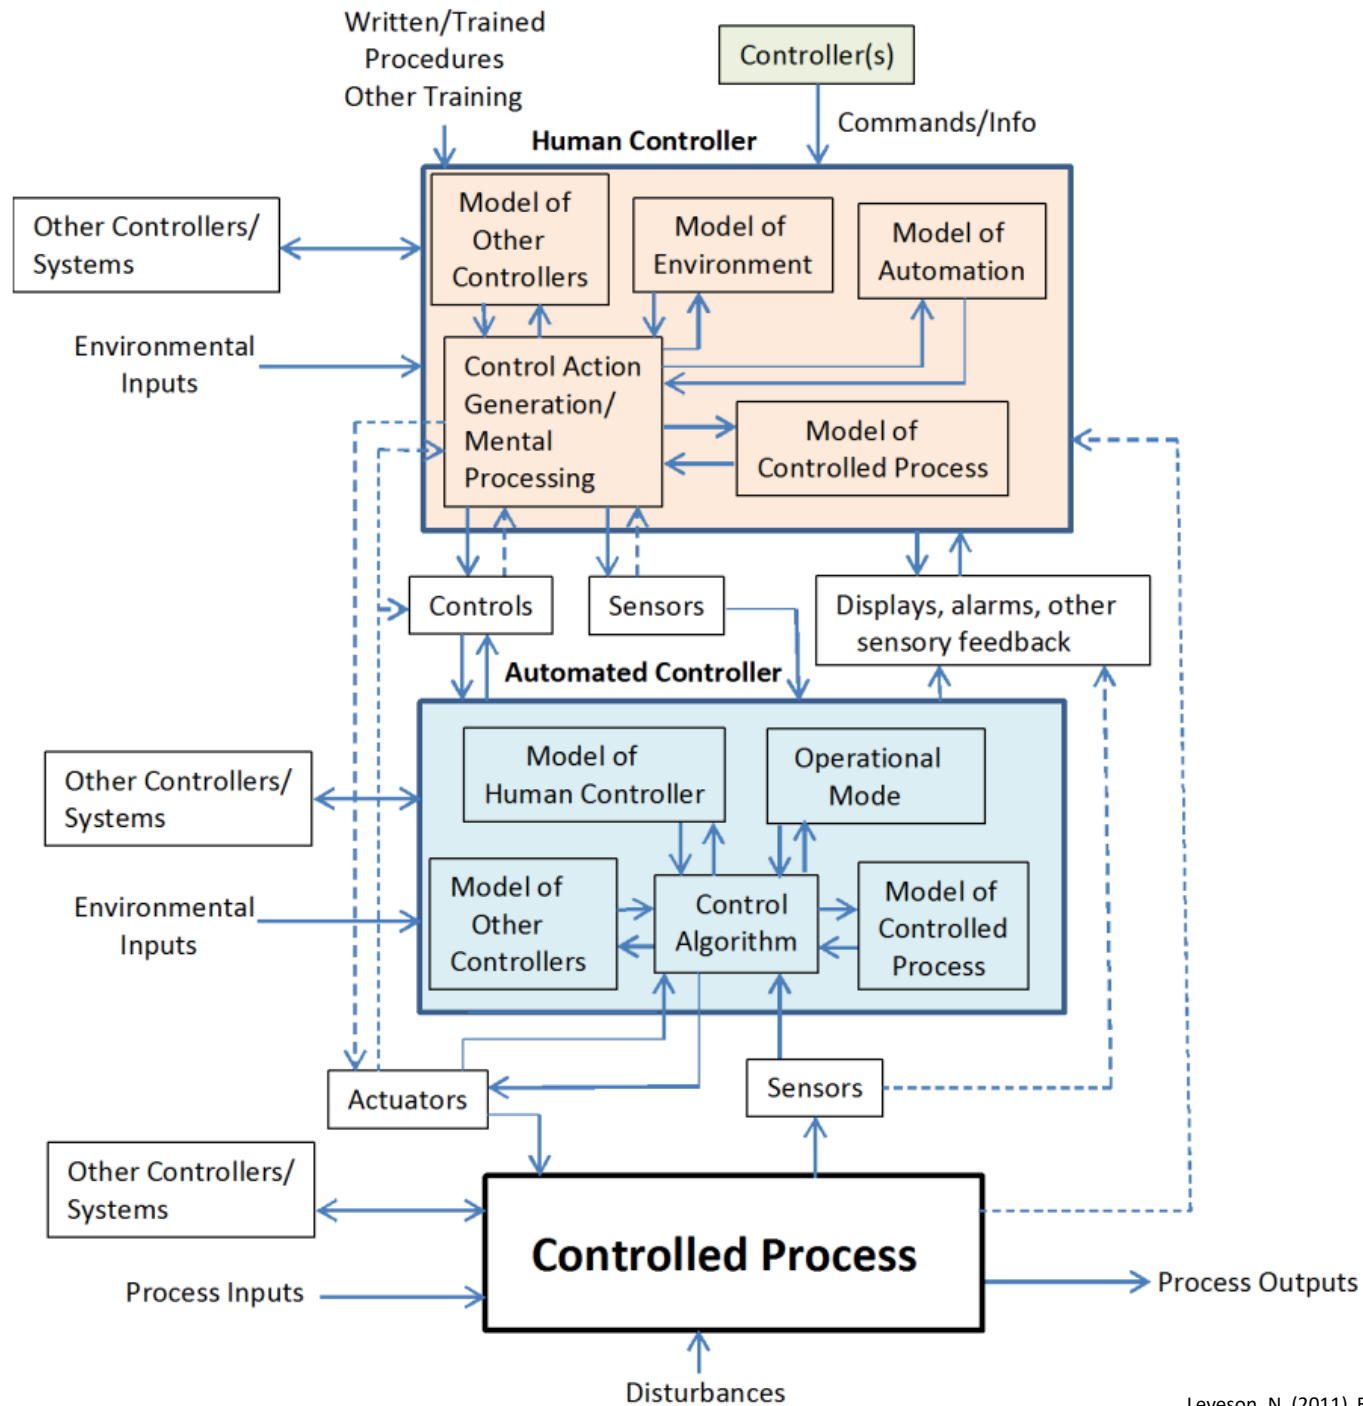 Written/Trained
Procedures
Other Training
Controller(s)
Commands/Info
Human Controller
Other Controllers/
Systems
Model of
Other
Controllers
Model of
Environment
Model of
Automation
Environmental
Inputs
Control Action
Generation/
Mental
Processing
Model of
Controlled Process
Controls
Sensors
Displays, alarms, other
sensory feedback
Automated Controller
Other Controllers/
Systems
Model of
Human Controller
Operational
Mode
Environmental
Inputs
Model of
Other
Controllers
Control
Algorithm
Model of
Controlled
Process
Actuators
Sensors
Other Controllers/
Systems
Controlled Process
Process Inputs
Process Outputs
Disturbances
Leveson, N. (2011).